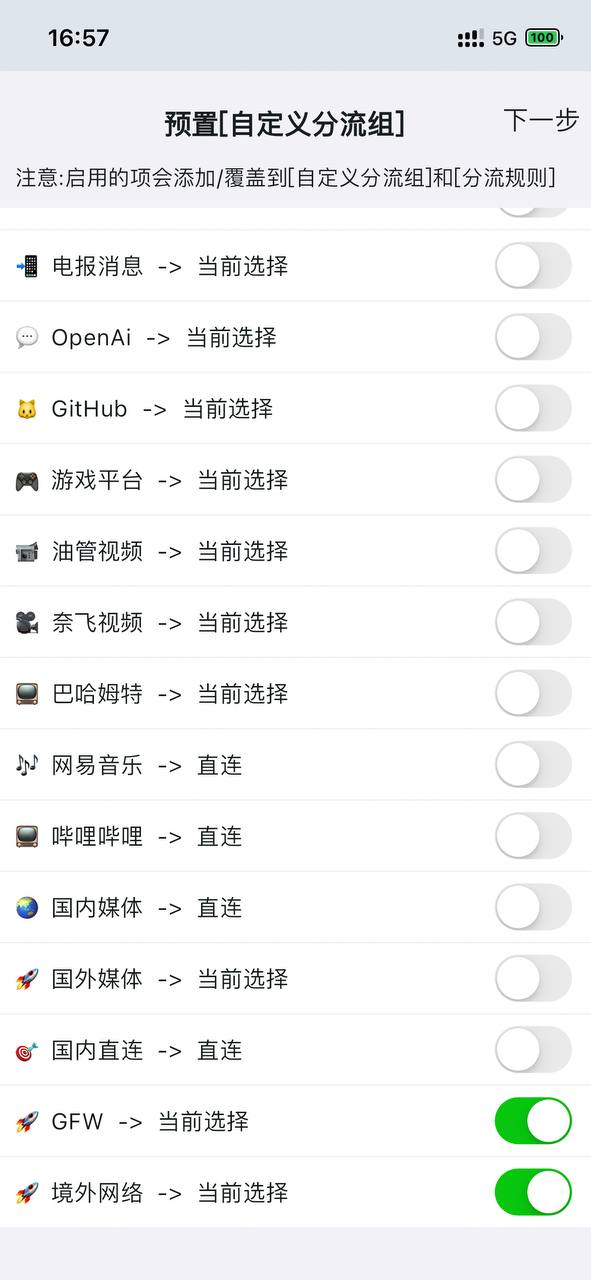 16:57
5G
100
预置[自定义分流组]
下一步
注意:启用的项会添加/覆盖到[自定义分流组]和[分流规则]
电报消息 -> 当前选择
OpenAi -> 当前选择
GitHub -> 当前选择
游戏平台 -> 当前选择
油管视频 -> 当前选择
奈飞视频 -> 当前选择
巴哈姆特 -> 当前选择
网易音乐 -> 直连
哔哩哔哩 -> 直连
国内媒体 -> 直连
国外媒体 -> 当前选择
国内直连 -> 直连
GFW -> 当前选择
境外网络 -> 当前选择